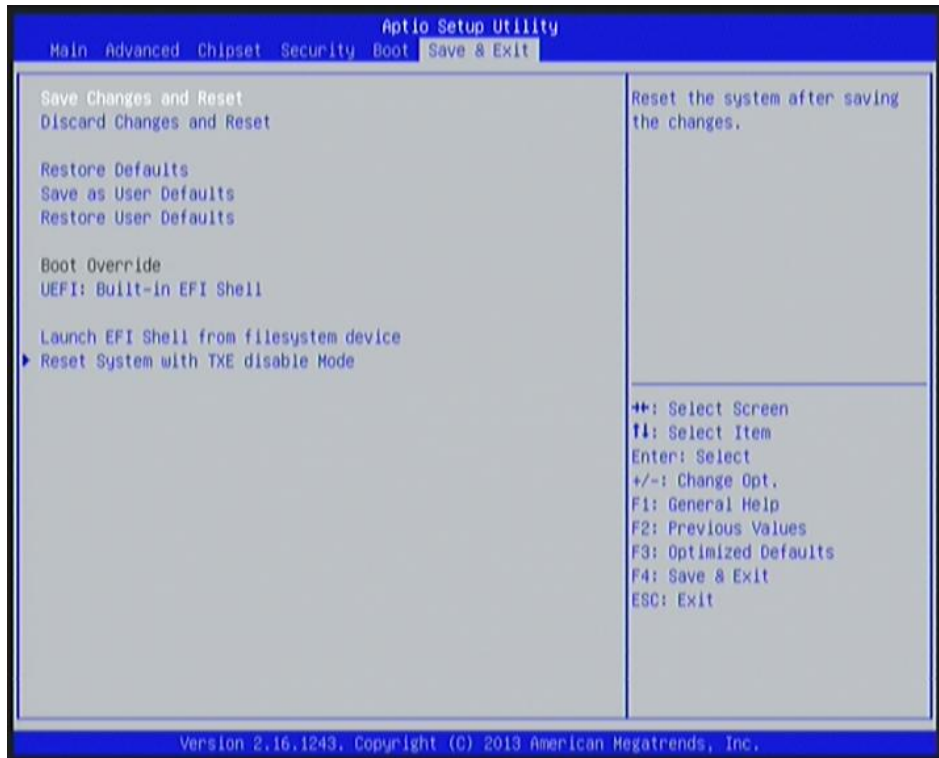 Aptio Setup Utility
Main Advanced Chipset Security Boot Save & Exit
Save Changes and Reset
Discard Changes and Reset
Restore Defaults
Save as User Defaults
Restore User Defaults
Boot Override
UEFI: Built-in EFI Shell
Launch EFI Shell from filesystem device
Reset System with TXE disable Mode
Reset the system after saving
the changes.
→←: Select Screen
↑↓: Select Item
Enter: Select
+/-: Change Opt.
F1: General Help
F2: Previous Values
F3: Optimized Defaults
F4: Save & Exit
ESC: Exit
Version 2.16.1243. Copyright (C) 2013 American Megatrends, Inc.